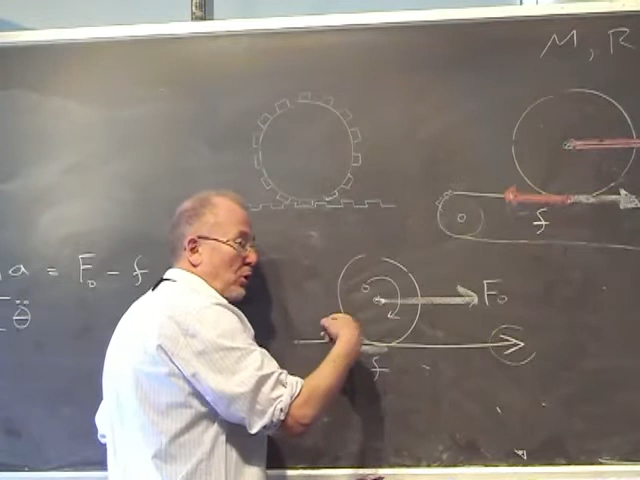 M, R
f
a = F₀ - f
θ̈
F₀
f